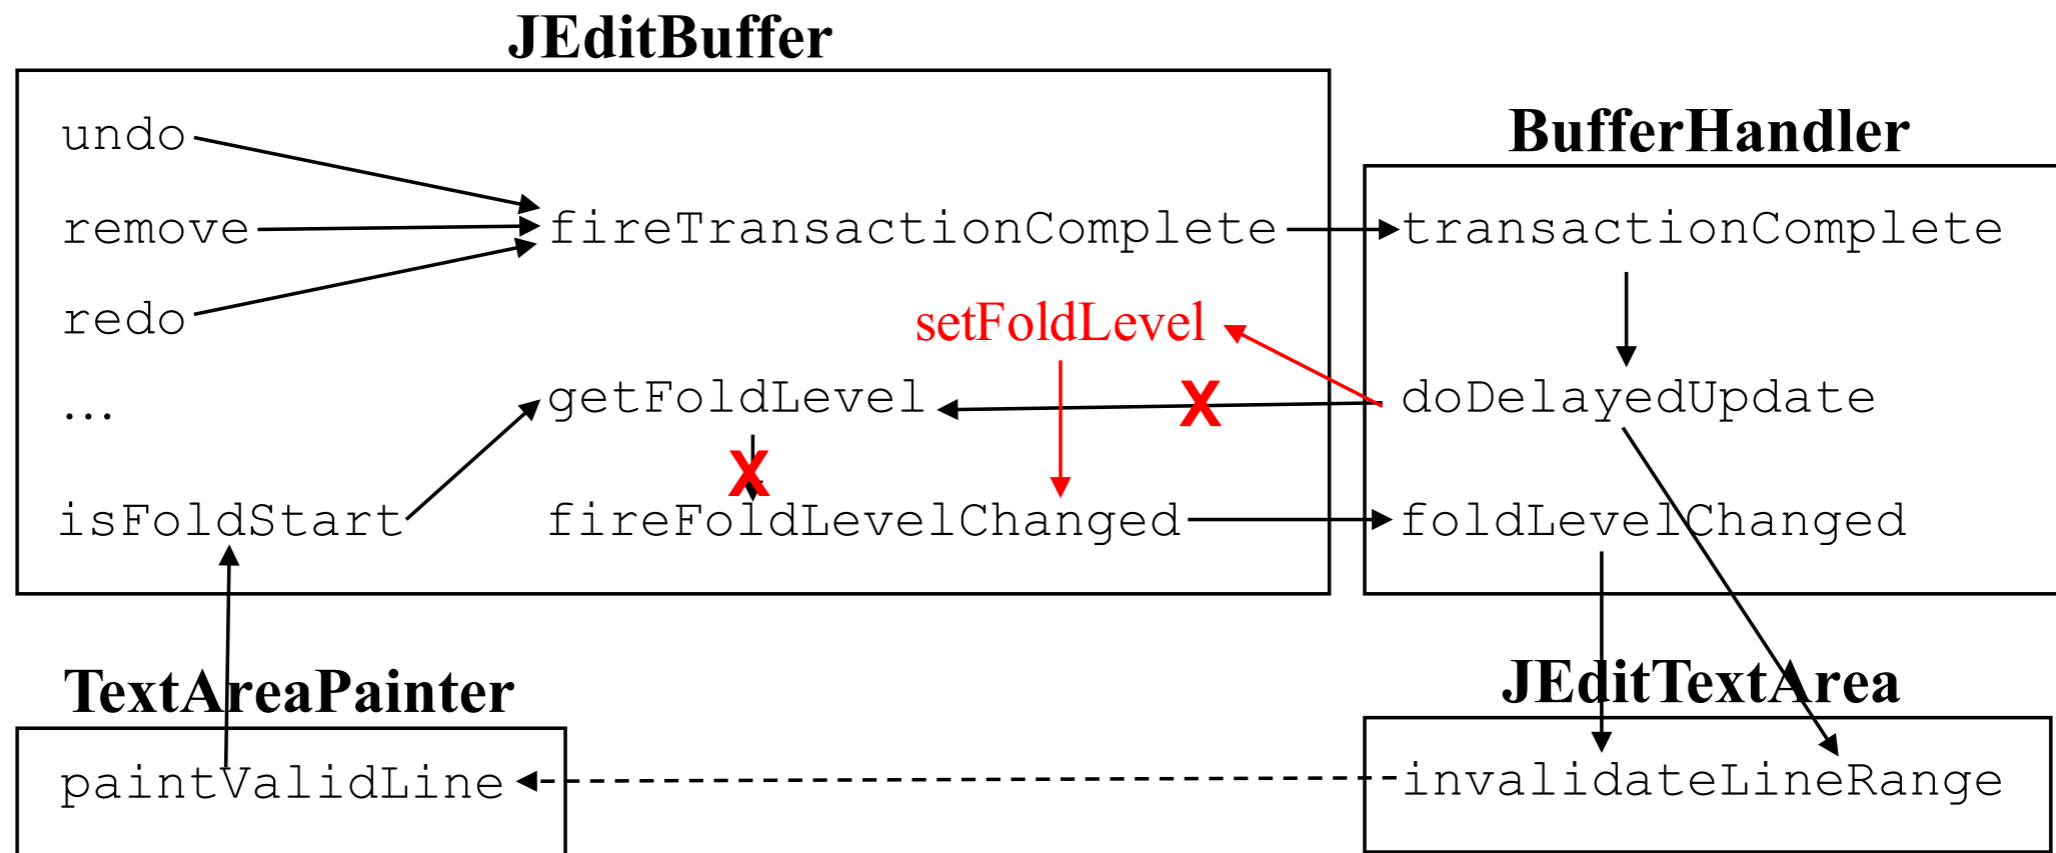 JEditBuffer
BufferHandler
undo
remove
fireTransactionComplete
transactionComplete
redo
setFoldLevel
...
getFoldLevel
X
doDelayedUpdate
X
isFoldStart
fireFoldLevelChanged
foldLevelChanged
TextAreaPainter
JEditTextArea
paintValidLine
invalidateLineRange